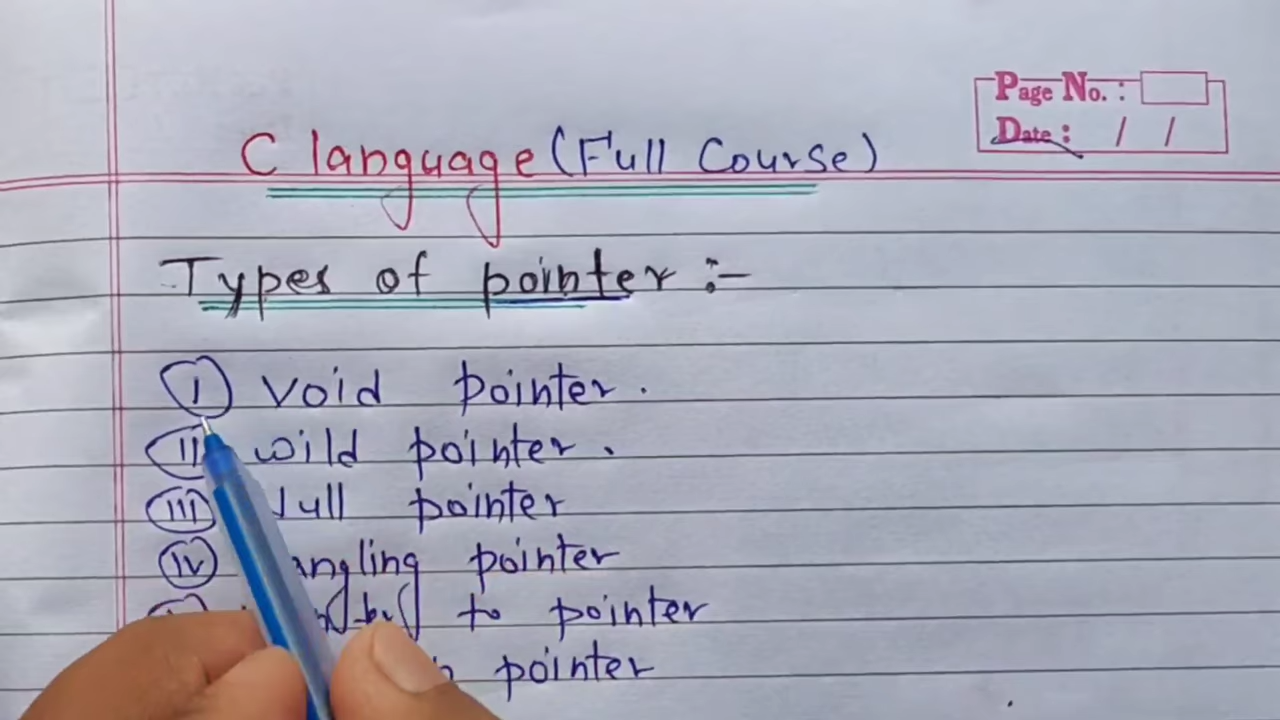 Page No. :
Date : / /
C language (Full Course)
Types of pointer :-
I void pointer.
II wild pointer.
III pointer
IV pointer
to pointer
pointer